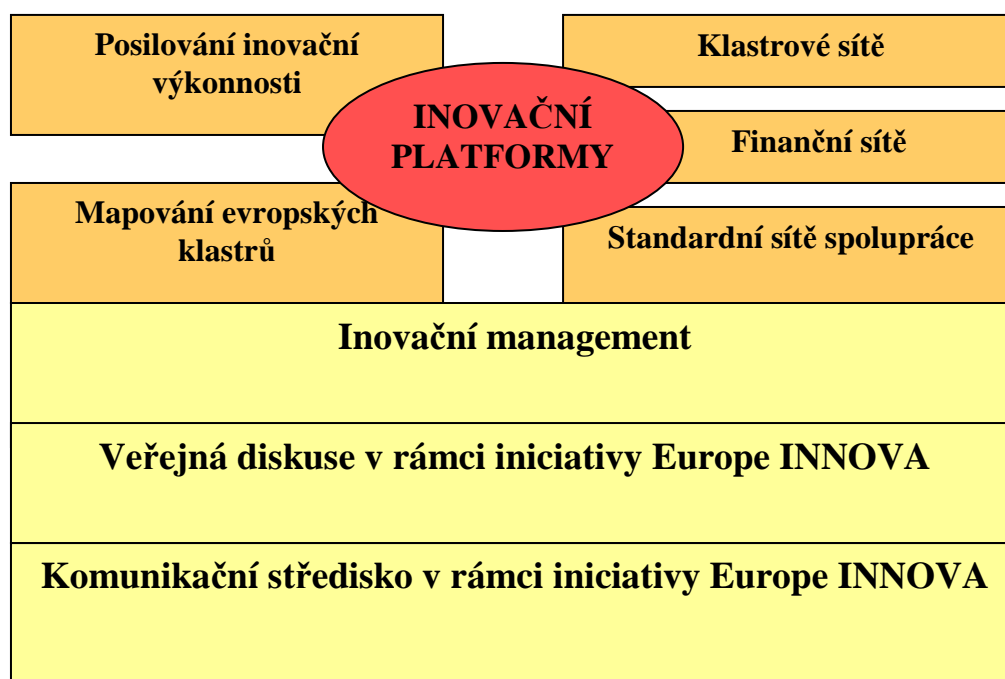 Posilování inovační
výkonnosti
Klastrové sítě
INOVAČNÍ
PLATFORMY
Finanční sítě
Mapování evropských
klastrů
Standardní sítě spolupráce
Inovační management
Veřejná diskuse v rámci iniciativy Europe INNOVA
Komunikační středisko v rámci iniciativy Europe INNOVA